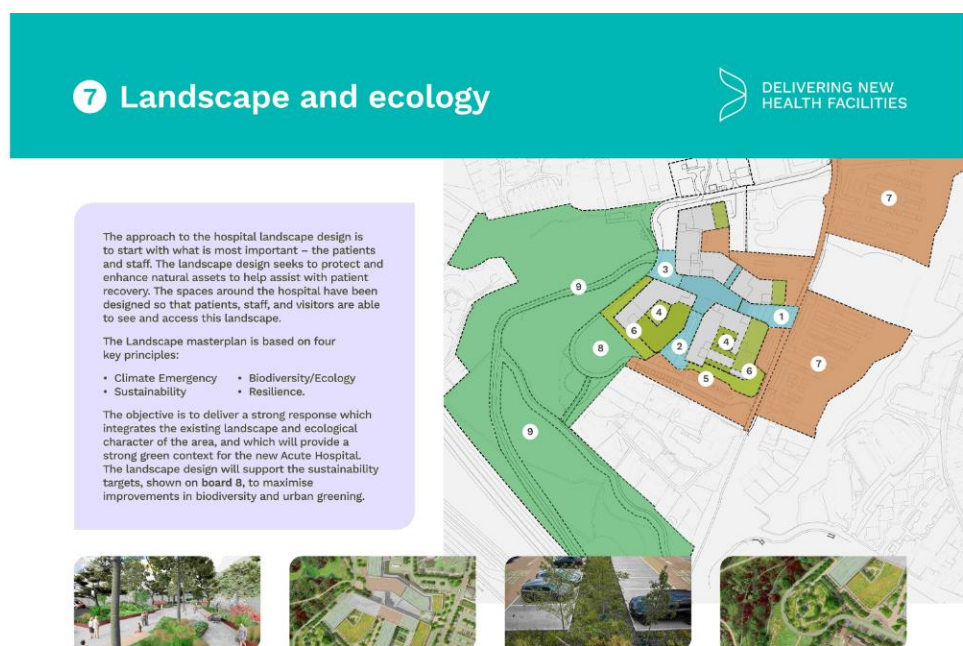 7 Landscape and ecology
DELIVERING NEW
HEALTH FACILITIES
The approach to the hospital landscape design is
to start with what is most important – the patients
and staff. The landscape design seeks to protect and
enhance natural assets to help assist with patient
recovery. The spaces around the hospital have been
designed so that patients, staff, and visitors are able
to see and access this landscape.
The Landscape masterplan is based on four
key principles:
• Climate Emergency • Biodiversity/Ecology
• Sustainability • Resilience.
The objective is to deliver a strong response which
integrates the existing landscape and ecological
character of the area, and which will provide a
strong green context for the new Acute Hospital.
The landscape design will support the sustainability
targets, shown on board 8, to maximise
improvements in biodiversity and urban greening.
7
3
9
4
1
6
2
4
8
7
5
6
9